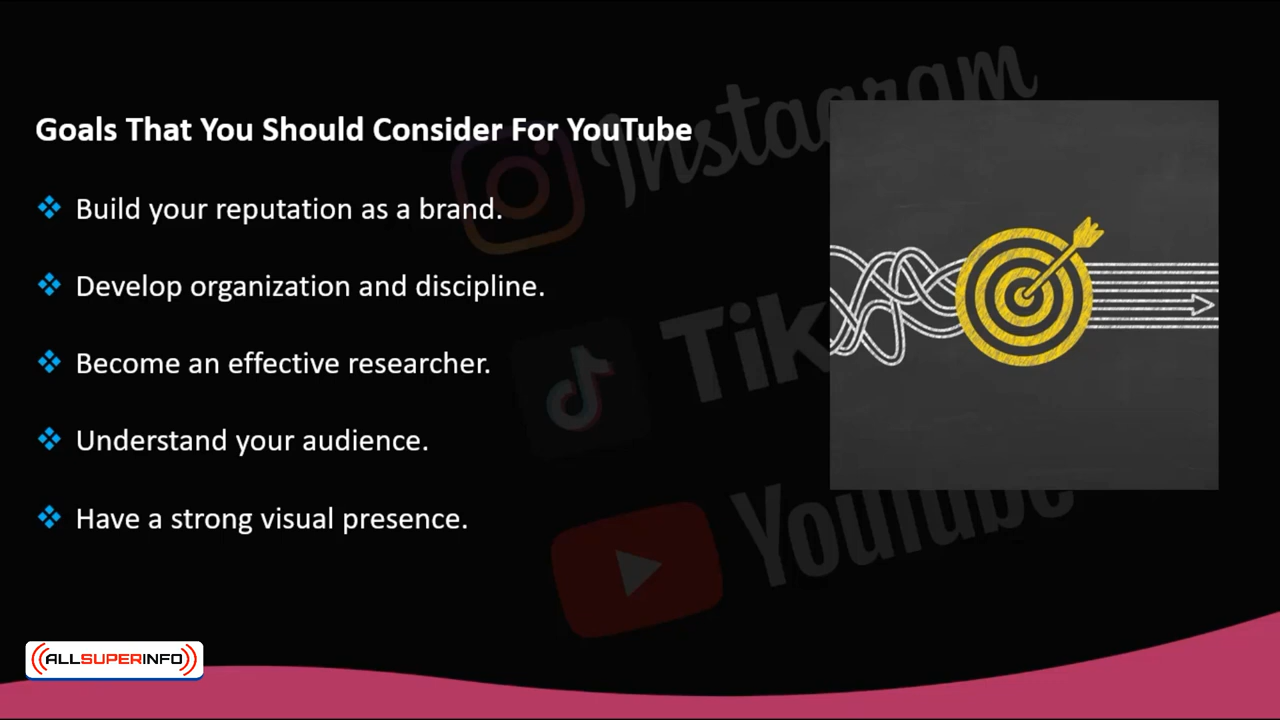 Instagram
Goals That You Should Consider For YouTube
Build your reputation as a brand.
Develop organization and discipline.
TikT
Become an effective researcher.
Understand your audience.
YouTube
Have a strong visual presence.
ALLSUPERINFO